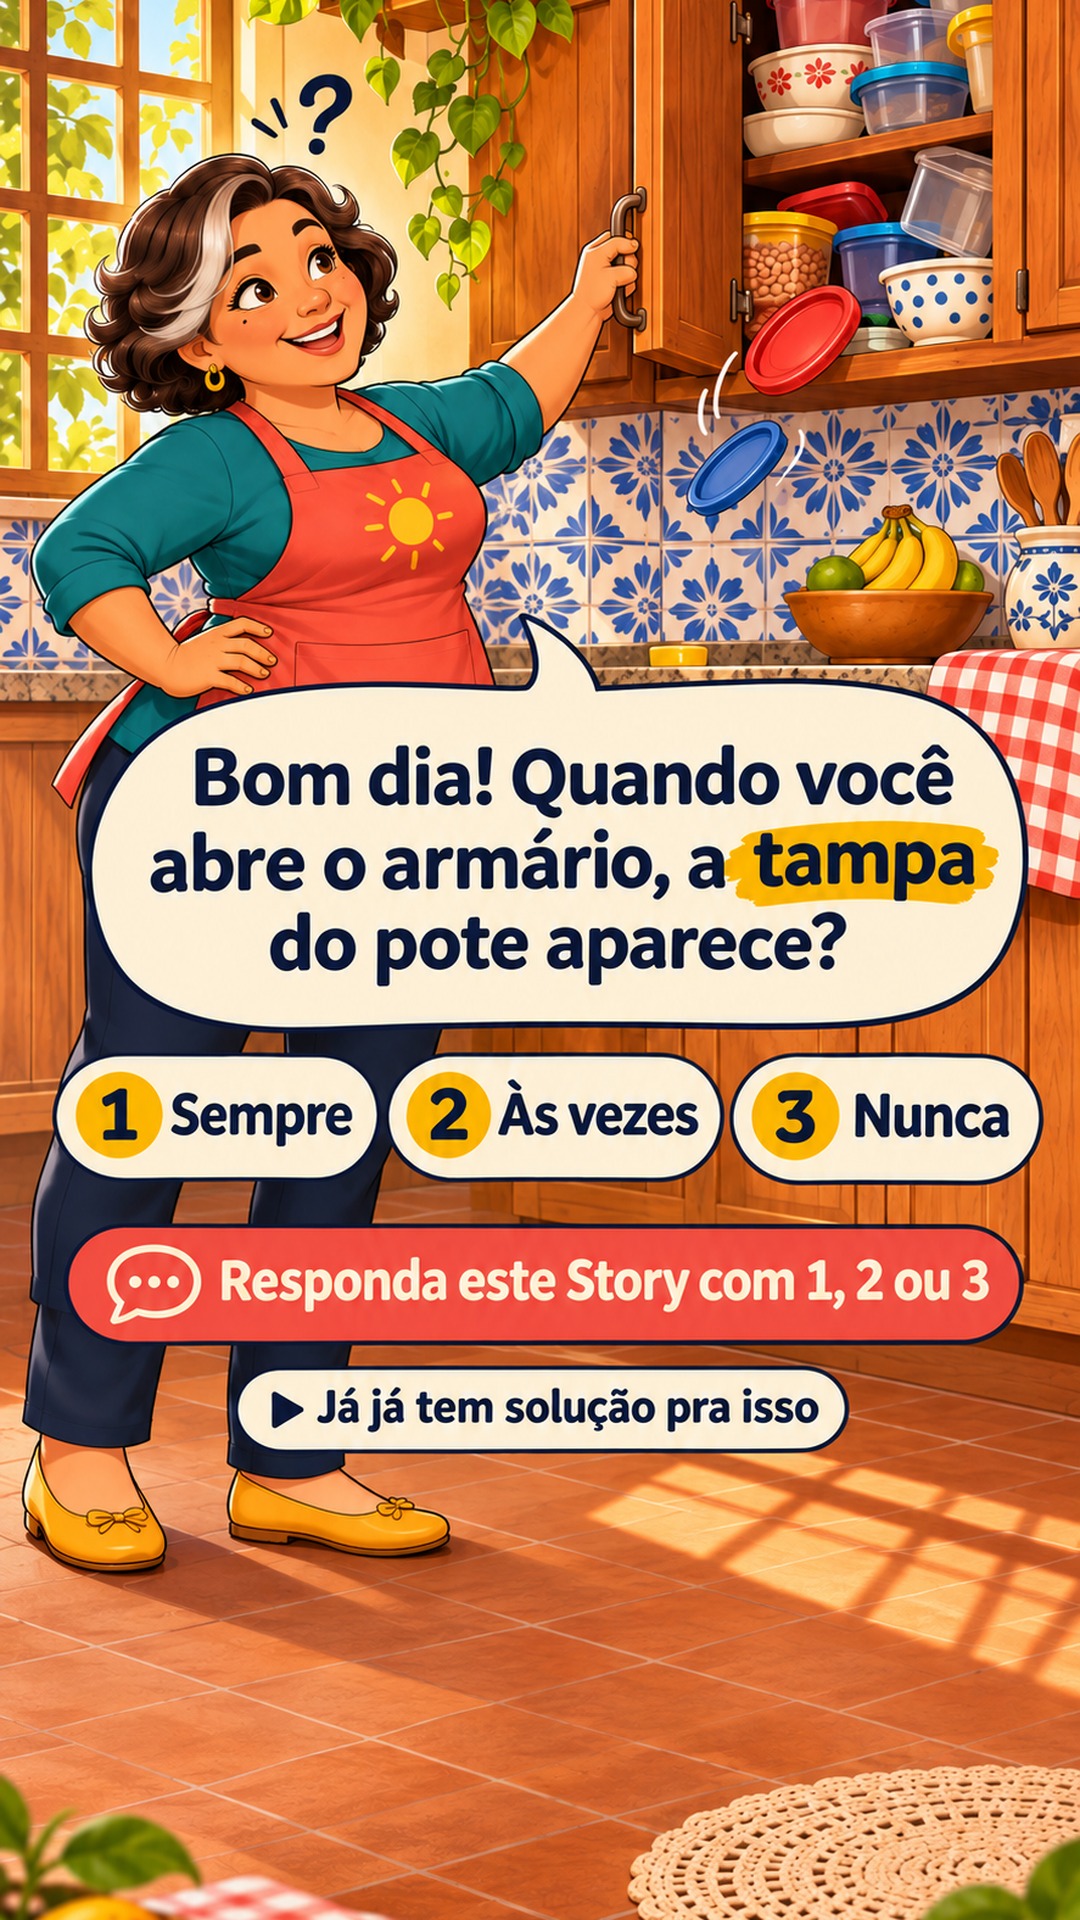 ?
Bom dia! Quando você
abre o armário, a tampa
do pote aparece?
1 Sempre
2 Às vezes
3 Nunca
Responda este Story com 1, 2 ou 3
Já já tem solução pra isso